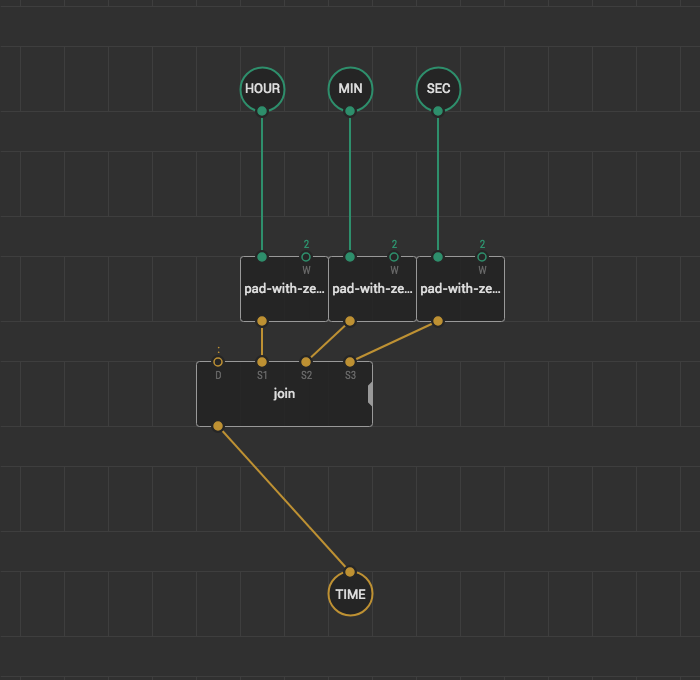 HOUR MIN SEC
2 2 2
W W W
pad-with-ze... pad-with-ze... pad-with-ze...
:
D S1 S2 S3
join
TIME